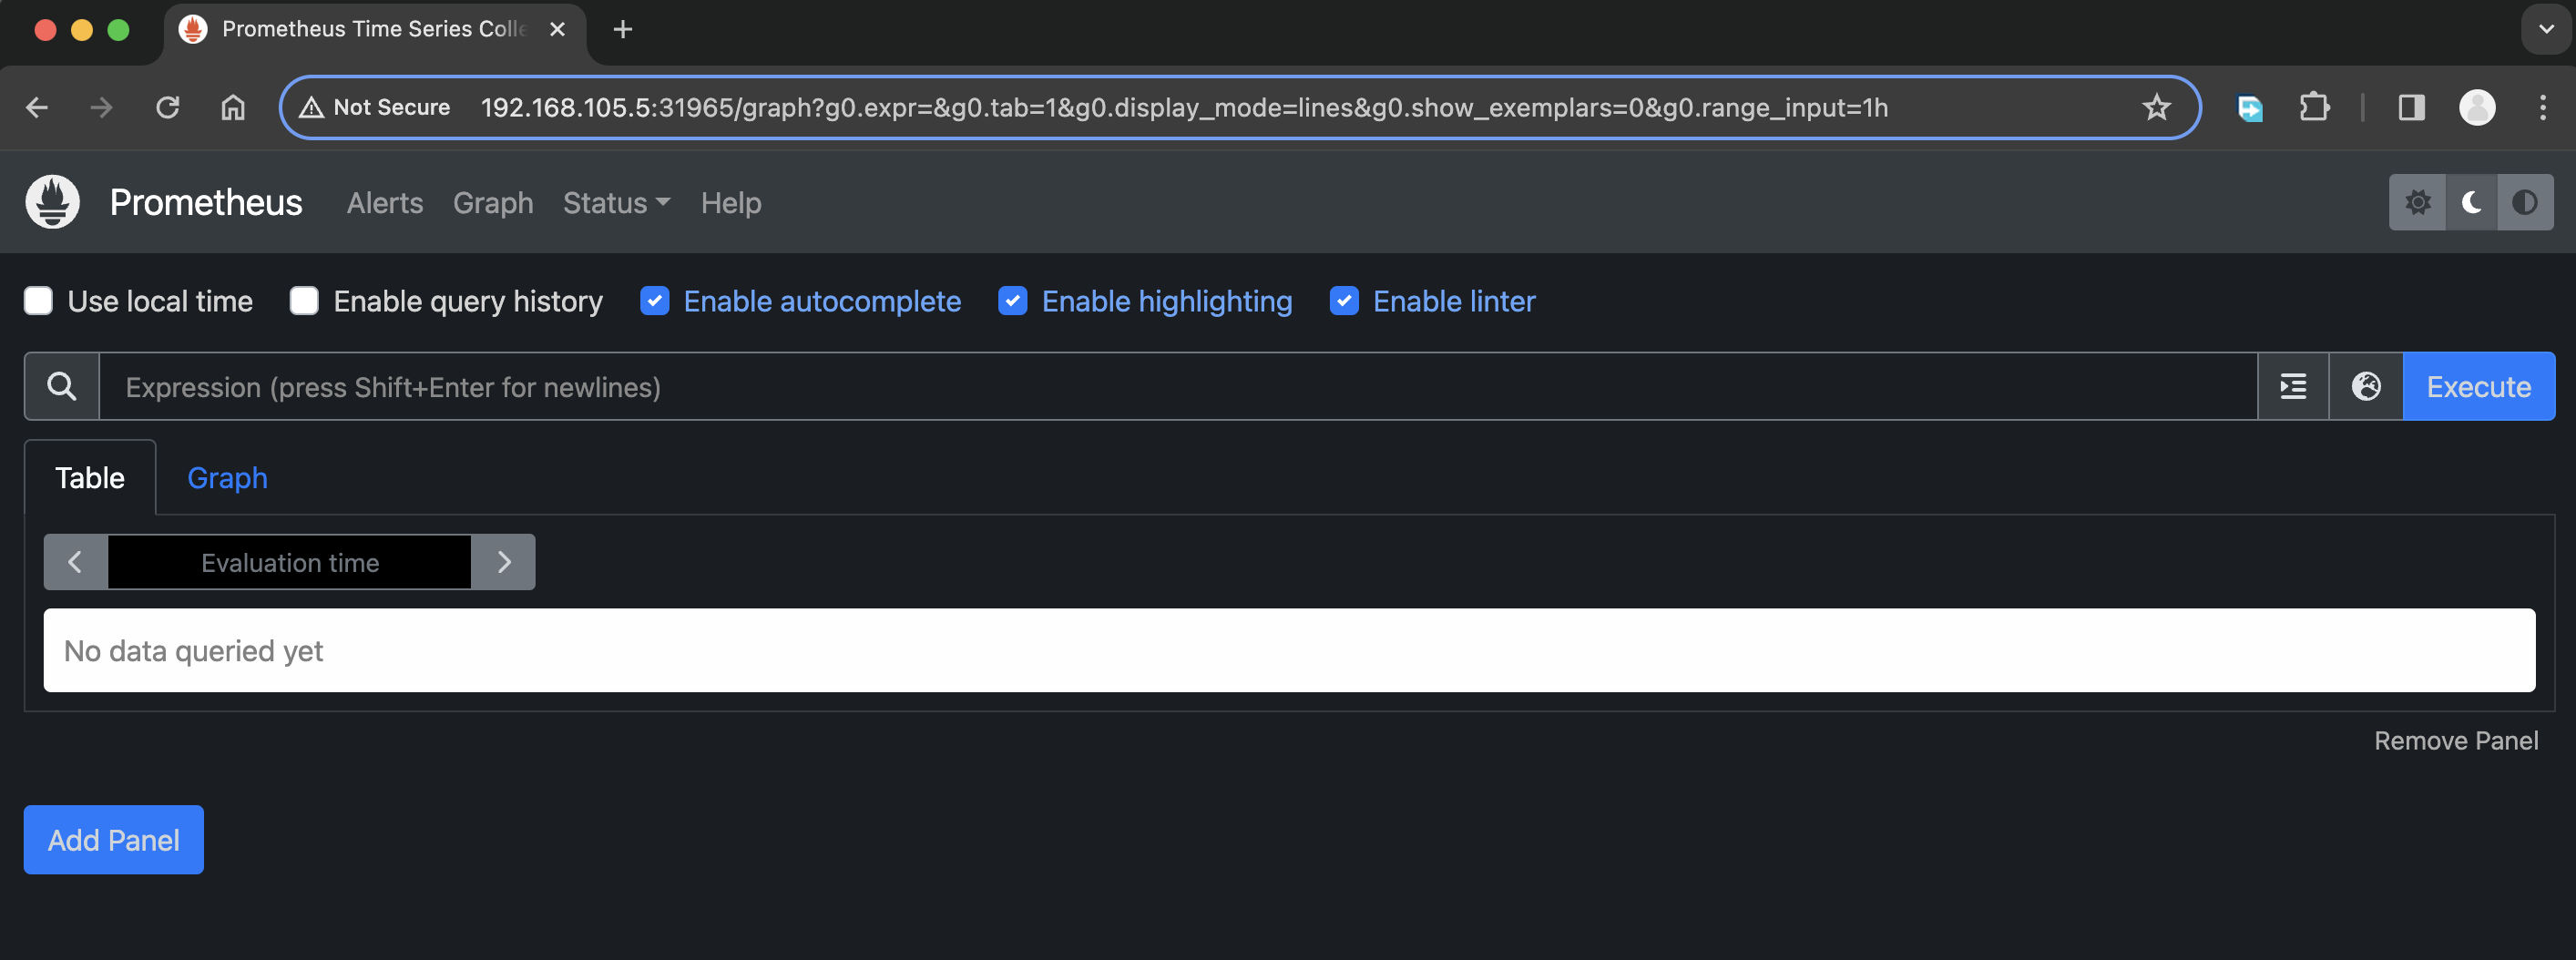 Prometheus Time Series Colle
Not Secure 192.168.105.5:31965/graph?g0.expr=&g0.tab=1&g0.display_mode=lines&g0.show_exemplars=0&g0.range_input=1h
Prometheus Alerts Graph Status Help
Use local time Enable query history Enable autocomplete Enable highlighting Enable linter
Expression (press Shift+Enter for newlines) Execute
Table Graph
Evaluation time
No data queried yet
Remove Panel
Add Panel